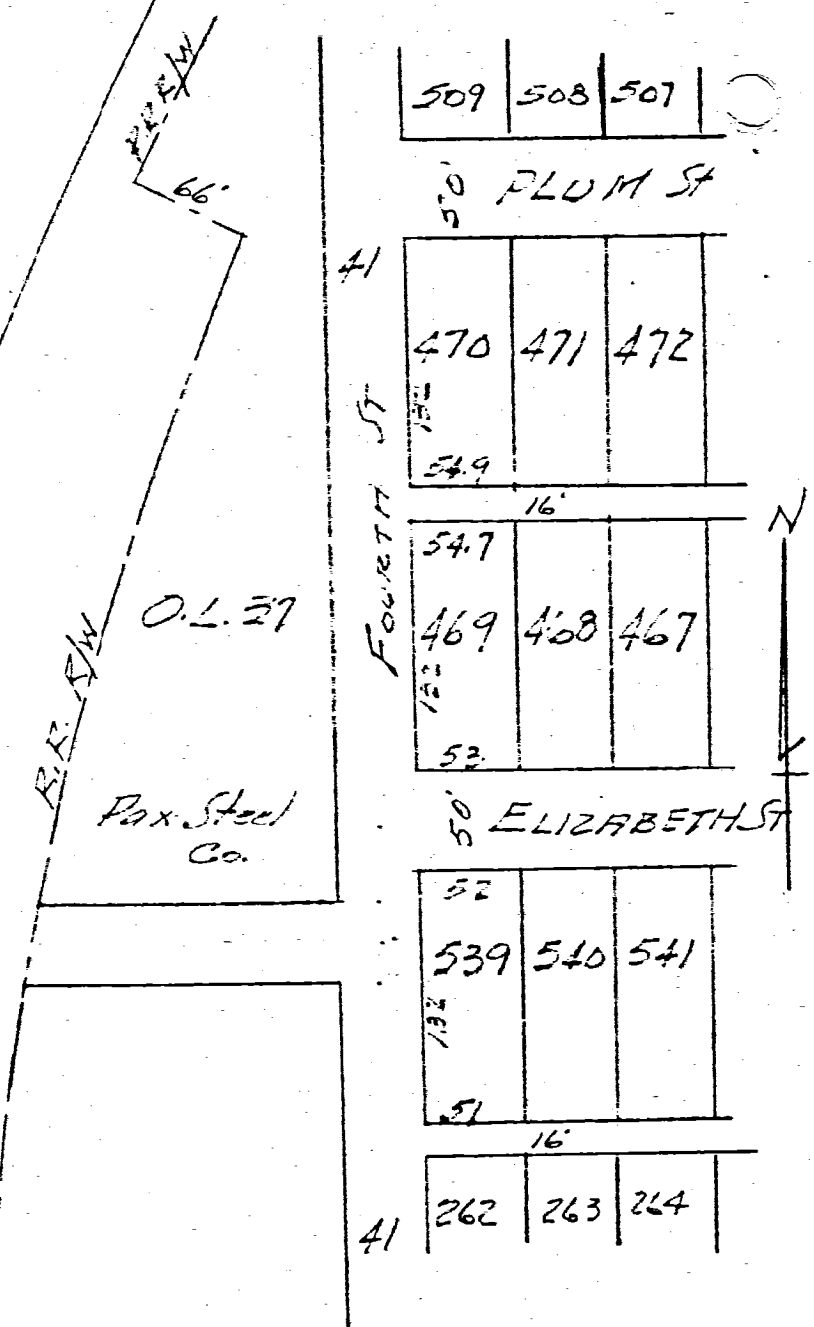 509 508 507
R.R. R/W
66'
50' PLUM St
41
470 471 472
132
54.9
FOURTH ST
16'
N
54.7
O.L. 37
469 468 467
132
R.R. R/W
53
Pax Steel
Co.
50' ELIZABETH St
52
539 540 541
132
51
16'
262 263 264
41